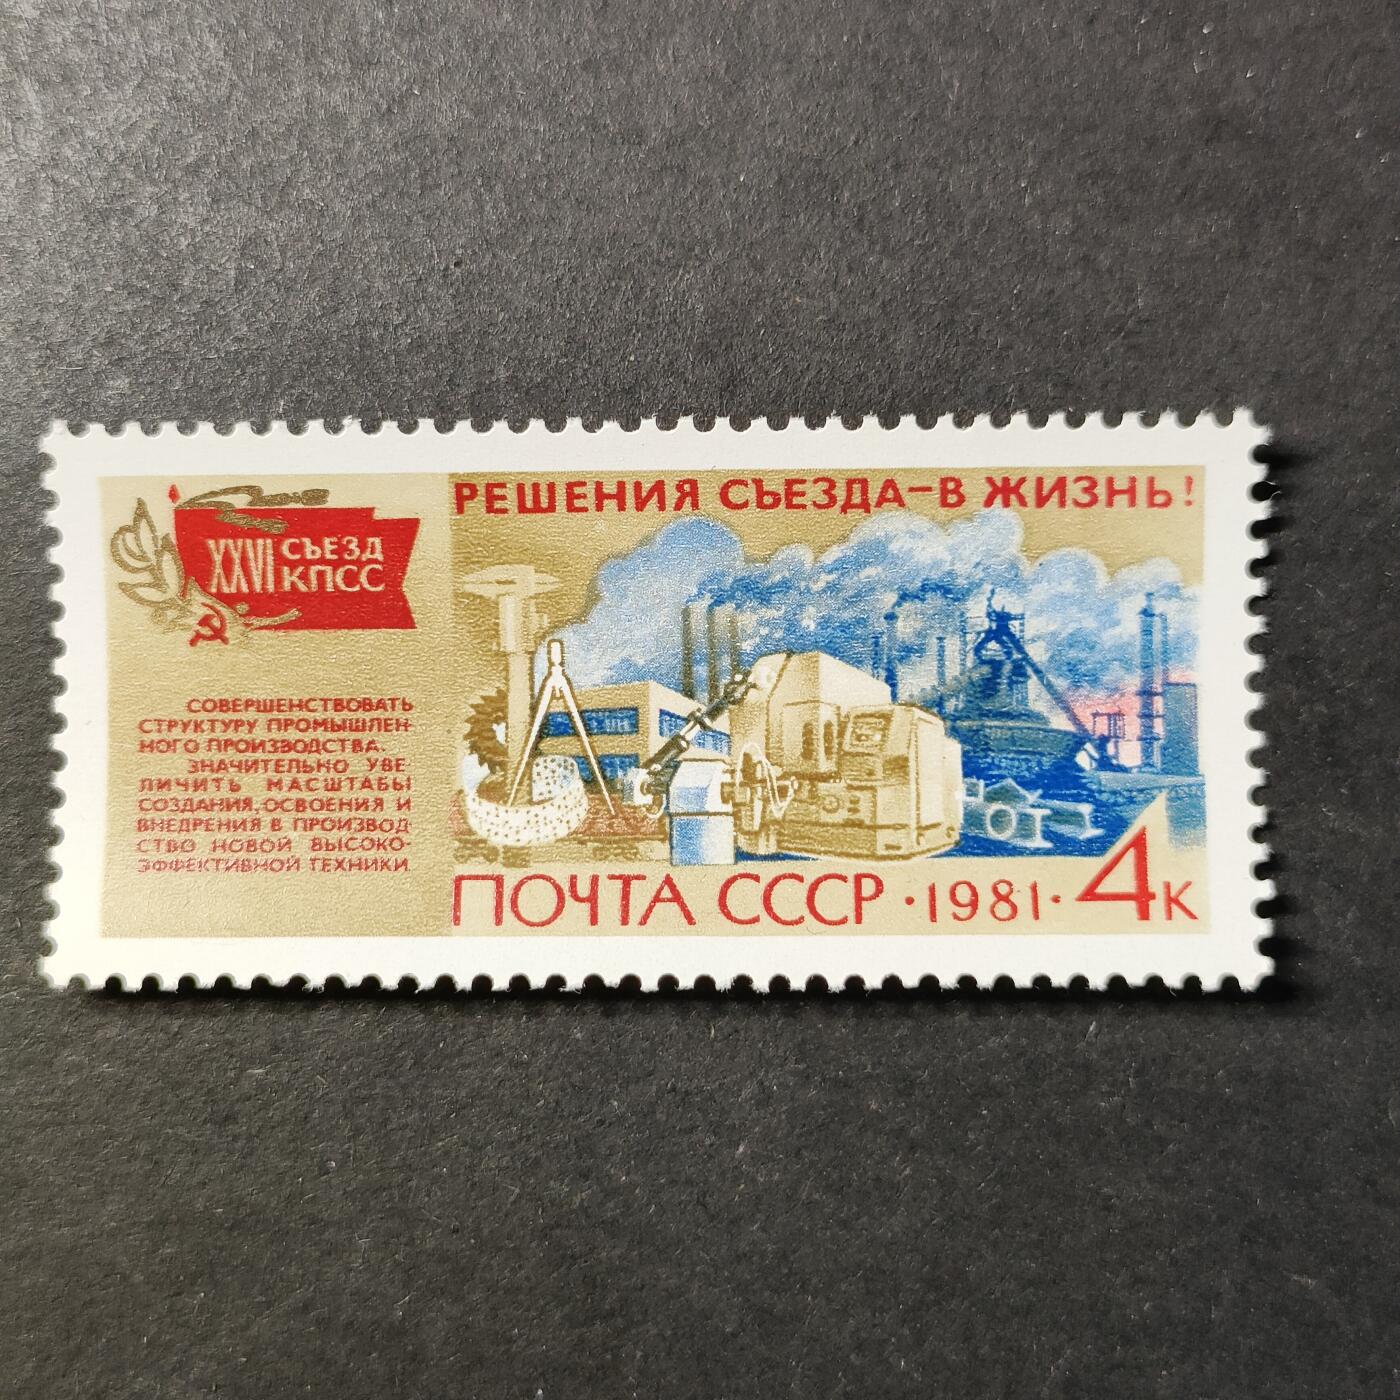 РЕШЕНИЯ СЪЕЗДА–В ЖИЗНЬ!
XXVI СЪЕЗД
КПСС
СОВЕРШЕНСТВОВАТЬ
СТРУКТУРУ ПРОМЫШЛЕН-
НОГО ПРОИЗВОДСТВА.
ЗНАЧИТЕЛЬНО УВЕ-
ЛИЧИТЬ МАСШТАБЫ
СОЗДАНИЯ, ОСВОЕНИЯ И
ВНЕДРЕНИЯ В ПРОИЗВОД-
СТВО НОВОЙ ВЫСОКО-
ЭФФЕКТИВНОЙ ТЕХНИКИ
ПОЧТА СССР·1981·4к